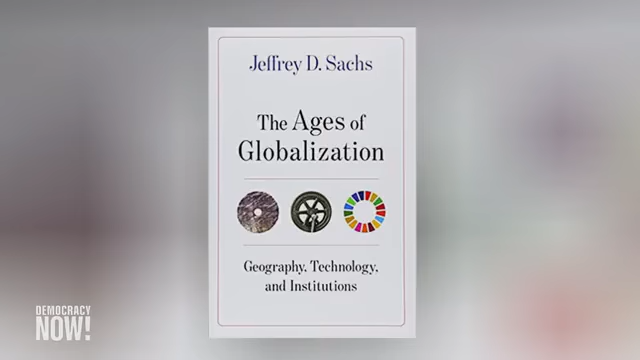 Jeffrey D. Sachs
The Ages of
Globalization
Geography, Technology,
and Institutions
DEMOCRACY
NOW!